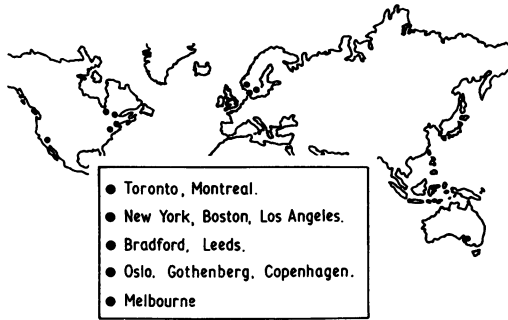 Toronto, Montreal.
New York, Boston, Los Angeles.
Bradford, Leeds.
Oslo. Gothenberg, Copenhagen.
Melbourne